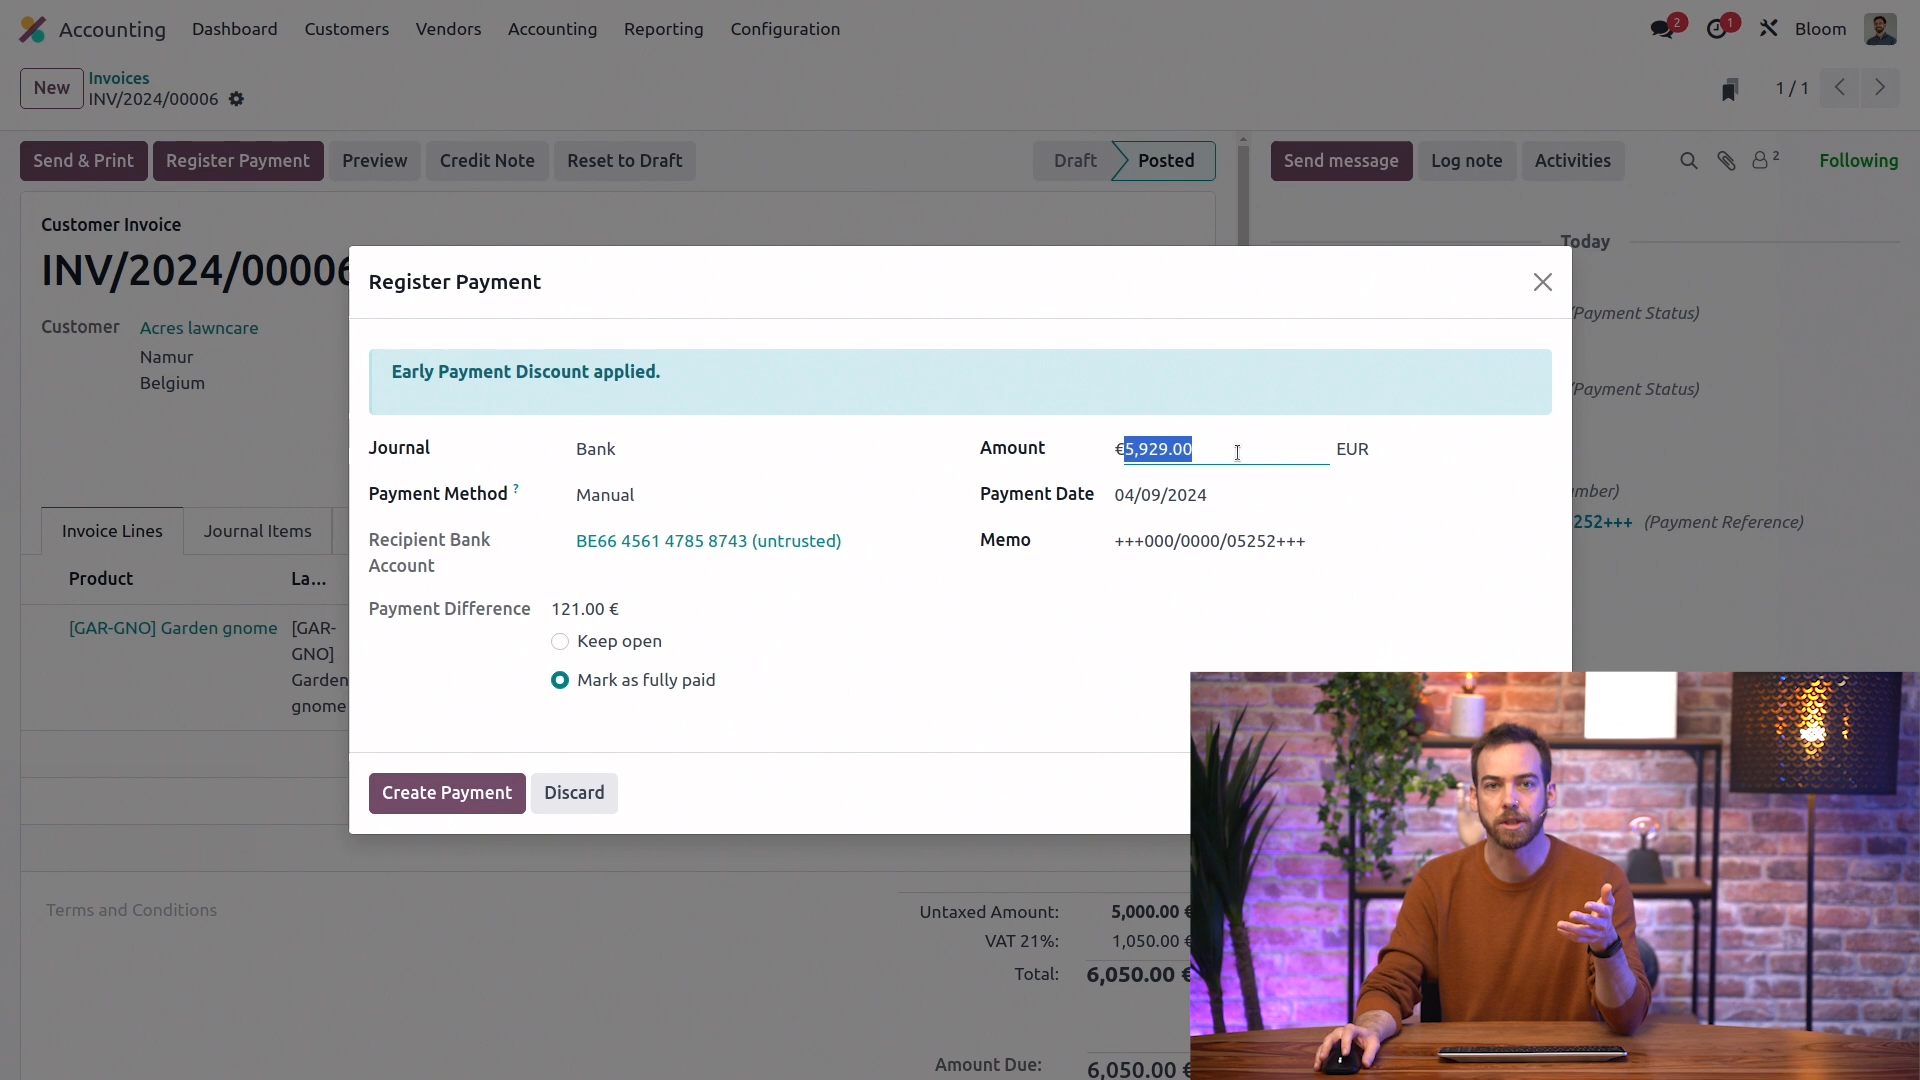 Accounting Dashboard Customers Vendors Accounting Reporting Configuration 2 1 Bloom
New Invoices INV/2024/00006 1 / 1
Send & Print Register Payment Preview Credit Note Reset to Draft Draft Posted Send message Log note Activities 2 Following
Customer Invoice
INV/2024/00006
Today
Customer Acres lawncare
Namur
Belgium
Register Payment
(Payment Status)
(Payment Status)
Early Payment Discount applied.
Journal Bank Amount €5,929.00 EUR
Payment Method ? Manual Payment Date 04/09/2024
Recipient Bank Account BE66 4561 4785 8743 (untrusted) Memo +++000/0000/05252+++
252+++ (Payment Reference)
Payment Difference 121.00 €
Keep open
Mark as fully paid
Create Payment Discard
Invoice Lines Journal Items
Product La...
[GAR-GNO] Garden gnome [GAR-
GNO]
Garden
gnome
Terms and Conditions
Untaxed Amount: 5,000.00 €
VAT 21%: 1,050.00 €
Total: 6,050.00 €
Amount Due: 6,050.00 €